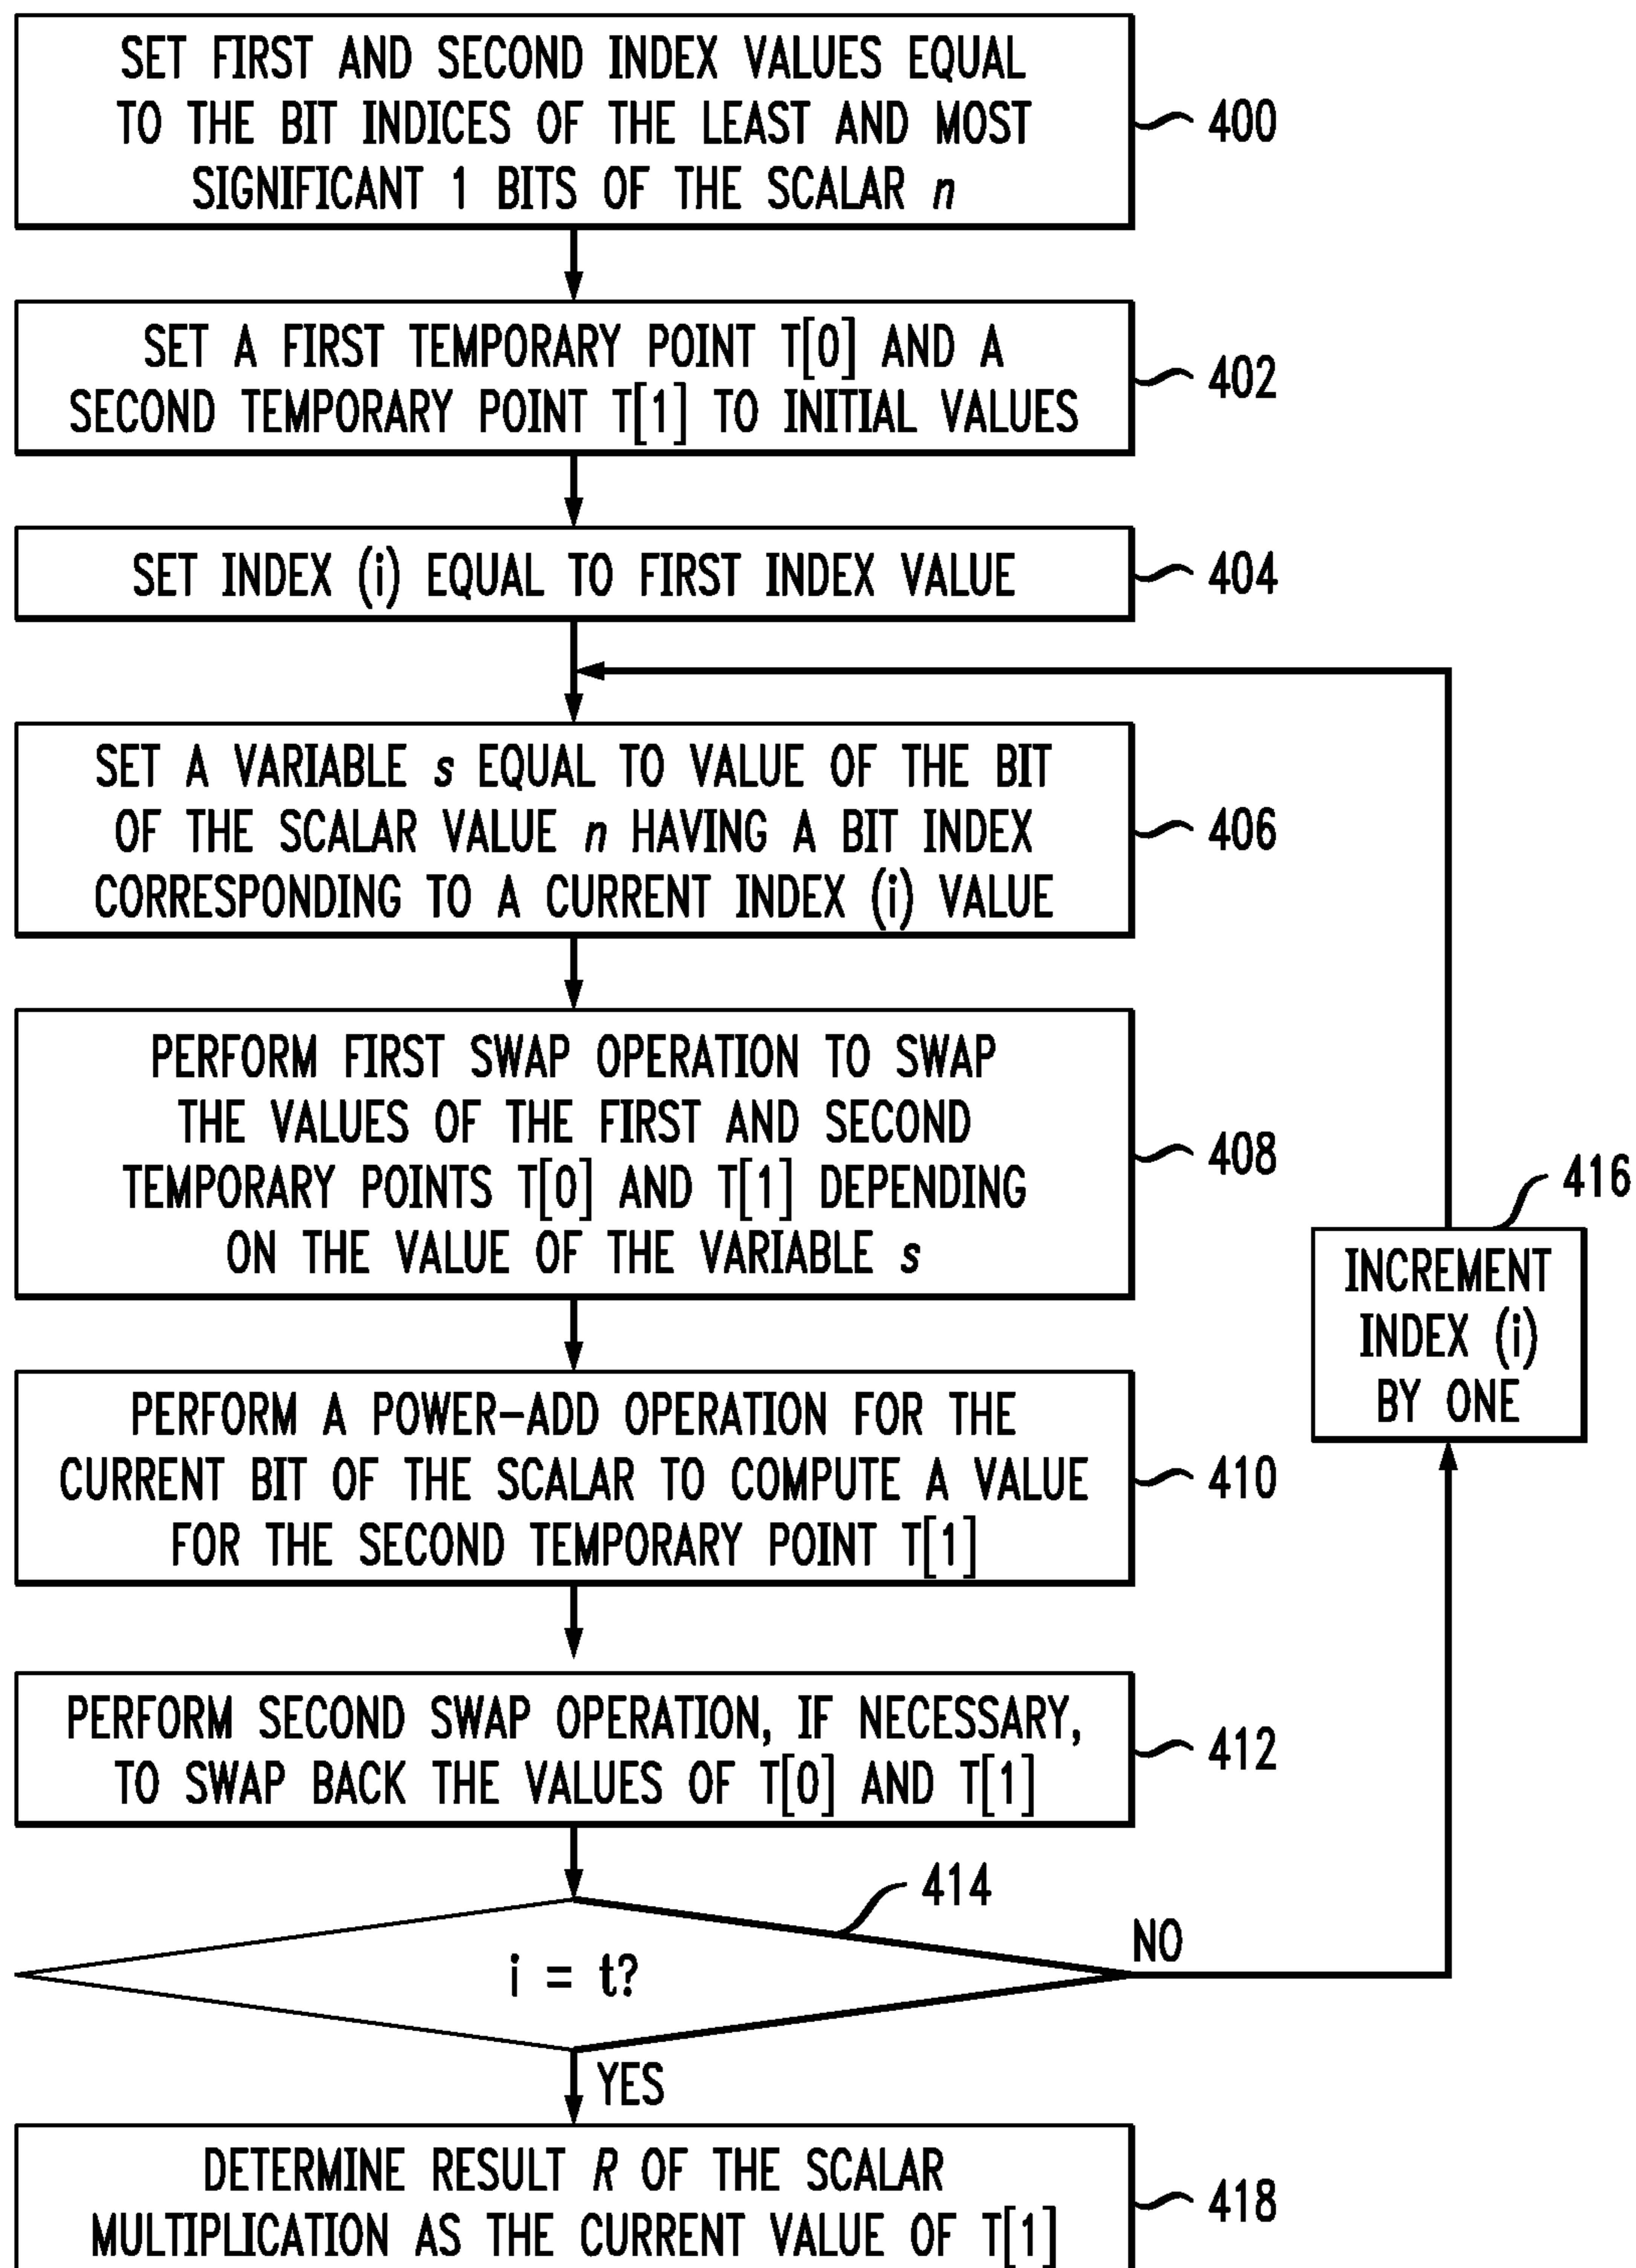 SET FIRST AND SECOND INDEX VALUES EQUAL
TO THE BIT INDICES OF THE LEAST AND MOST
SIGNIFICANT 1 BITS OF THE SCALAR n
400
SET A FIRST TEMPORARY POINT T[0] AND A
SECOND TEMPORARY POINT T[1] TO INITIAL VALUES
402
SET INDEX (i) EQUAL TO FIRST INDEX VALUE
404
SET A VARIABLE s EQUAL TO VALUE OF THE BIT
OF THE SCALAR VALUE n HAVING A BIT INDEX
CORRESPONDING TO A CURRENT INDEX (i) VALUE
406
PERFORM FIRST SWAP OPERATION TO SWAP
THE VALUES OF THE FIRST AND SECOND
TEMPORARY POINTS T[0] AND T[1] DEPENDING
ON THE VALUE OF THE VARIABLE s
408
416
INCREMENT
INDEX (i)
BY ONE
PERFORM A POWER-ADD OPERATION FOR THE
CURRENT BIT OF THE SCALAR TO COMPUTE A VALUE
FOR THE SECOND TEMPORARY POINT T[1]
410
PERFORM SECOND SWAP OPERATION, IF NECESSARY,
TO SWAP BACK THE VALUES OF T[0] AND T[1]
412
414
i = t?
NO
YES
DETERMINE RESULT R OF THE SCALAR
MULTIPLICATION AS THE CURRENT VALUE OF T[1]
418